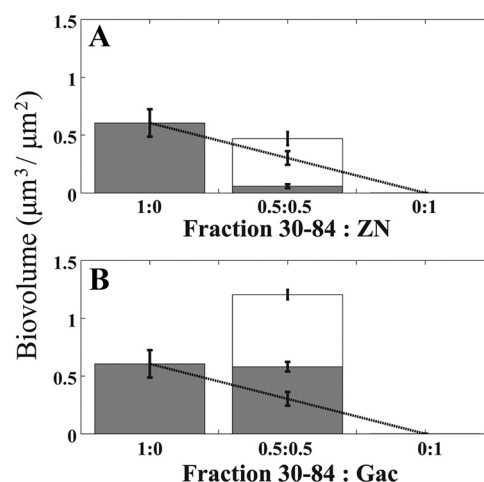 A
1.5
1
0.5
0
1:0 0.5:0.5 0:1
Fraction 30-84 : ZN
Biovolume (μm³/ μm²)
B
1.5
1
0.5
0
1:0 0.5:0.5 0:1
Fraction 30-84 : Gac